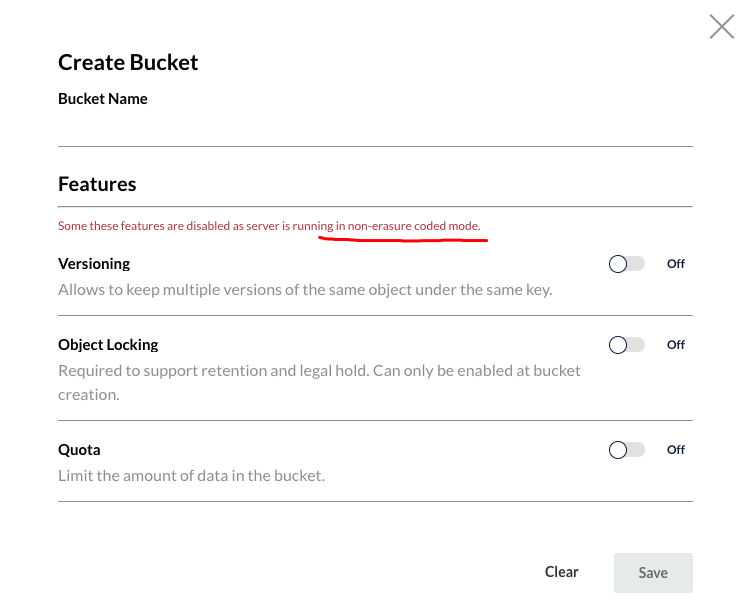 Create Bucket
Bucket Name
Features
Some these features are disabled as server is running in non-erasure coded mode.
Versioning
Off
Allows to keep multiple versions of the same object under the same key.
Object Locking
Off
Required to support retention and legal hold. Can only be enabled at bucket
creation.
Quota
Off
Limit the amount of data in the bucket.
Clear
Save